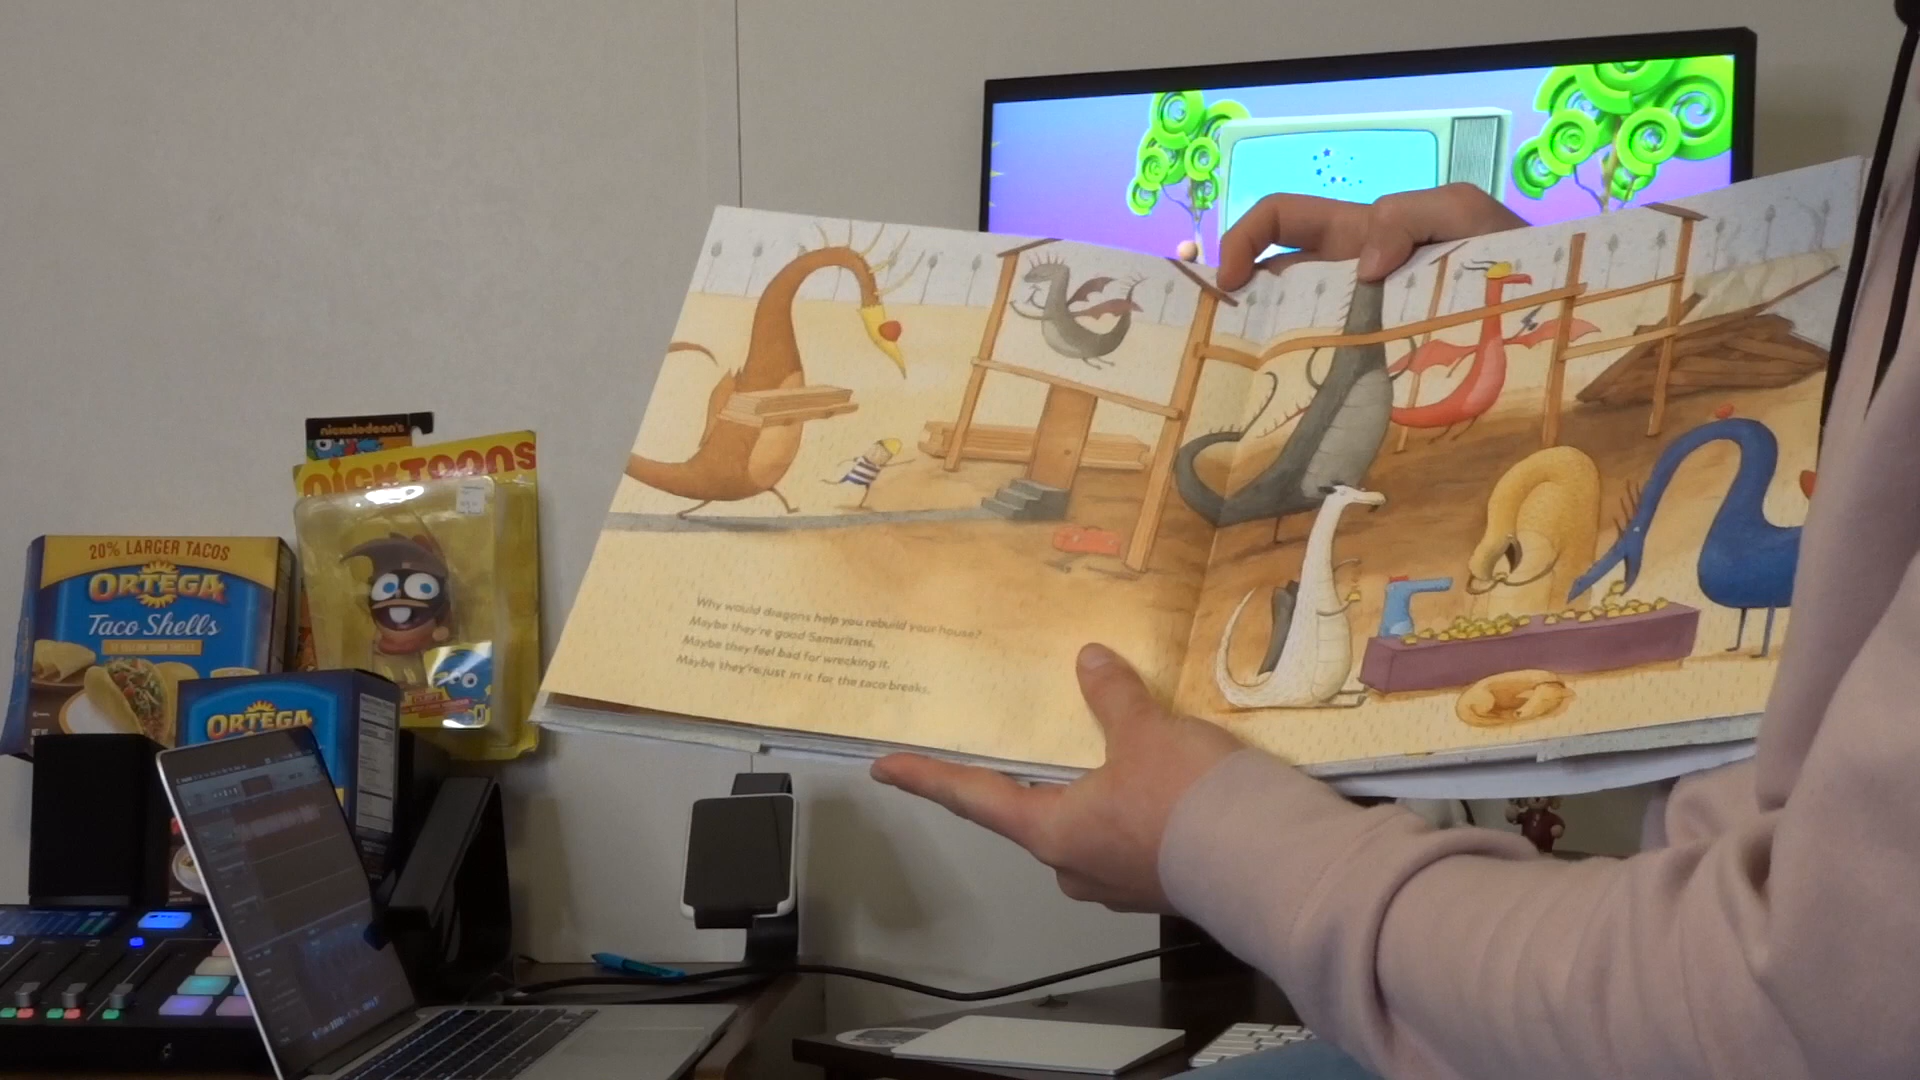 nickelodeon's
NICKTOONS
20% LARGER TACOS
ORTEGA
Taco Shells
ORTEGA
Why would dragons help you rebuild your house?
Maybe they're good Samaritans.
Maybe they feel bad for wrecking it.
Maybe they're just in it for the taco breaks.